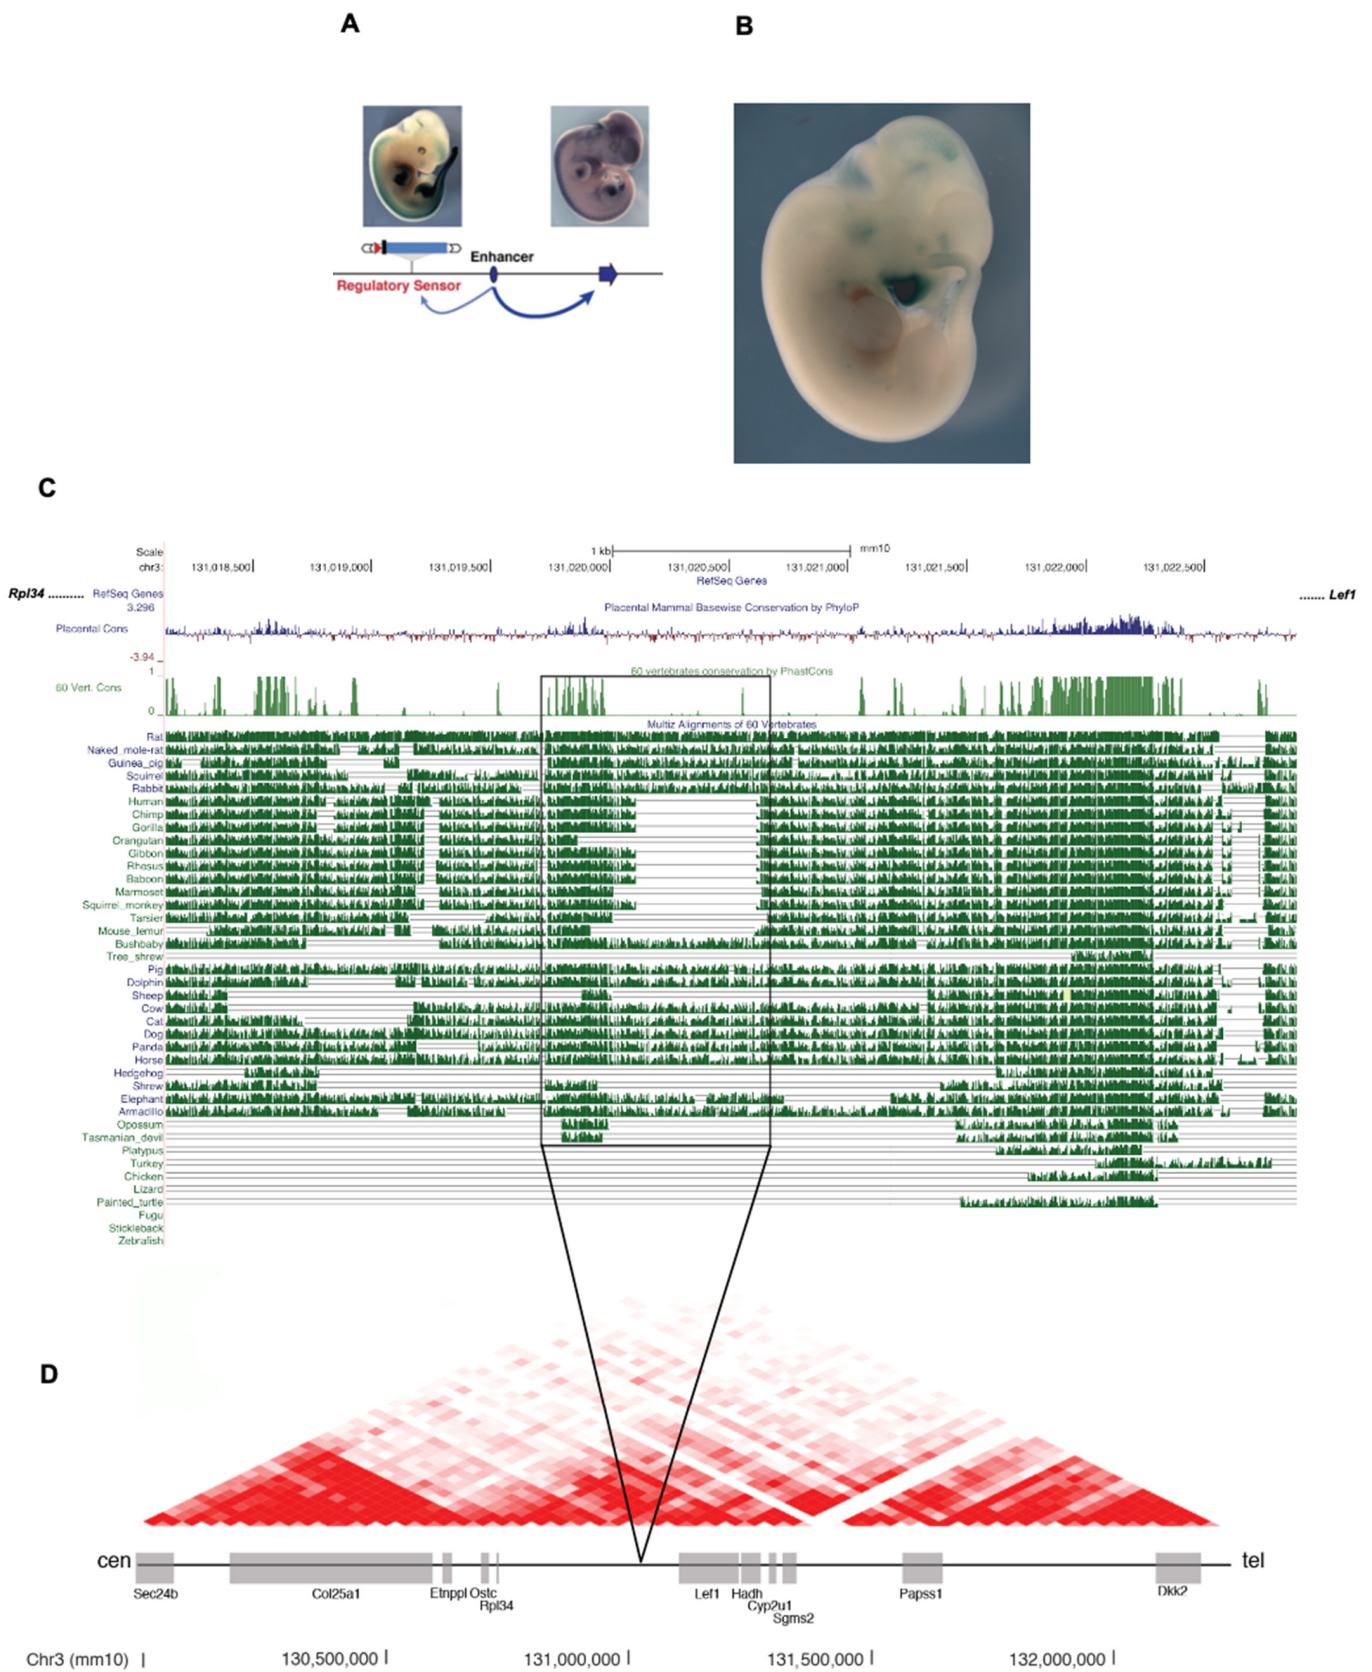 A
B
Enhancer
Regulatory Sensor
C
Scale 1 kb mm10
chr3: 131,018,500 131,019,000 131,019,500 131,020,000 131,020,500 131,021,000 131,021,500 131,022,000 131,022,500
RefSeq Genes
Rpl34 .......... RefSeq Genes ....... Lef1
3.296 Placental Mammal Basewise Conservation by PhyloP
Placental Cons
-3.94
1 60 vertebrates conservation by PhastCons
60 Vert. Cons
0
Multiz Alignments of 60 Vertebrates
Rat
Naked_mole-rat
Guinea_pig
Squirrel
Rabbit
Human
Chimp
Gorilla
Orangutan
Gibbon
Rhesus
Baboon
Marmoset
Squirrel_monkey
Tarsier
Mouse_lemur
Bushbaby
Tree_shrew
Pig
Dolphin
Sheep
Cow
Cat
Dog
Panda
Horse
Hedgehog
Shrew
Elephant
Armadillo
Opossum
Tasmanian_devil
Platypus
Turkey
Chicken
Lizard
Painted_turtle
Fugu
Stickleback
Zebrafish
D
cen tel
Sec24b Col25a1 Etnppl Ostc Lef1 Hadh Papss1 Dkk2
Rpl34 Cyp2u1
Sgms2
Chr3 (mm10) 130,500,000 131,000,000 131,500,000 132,000,000